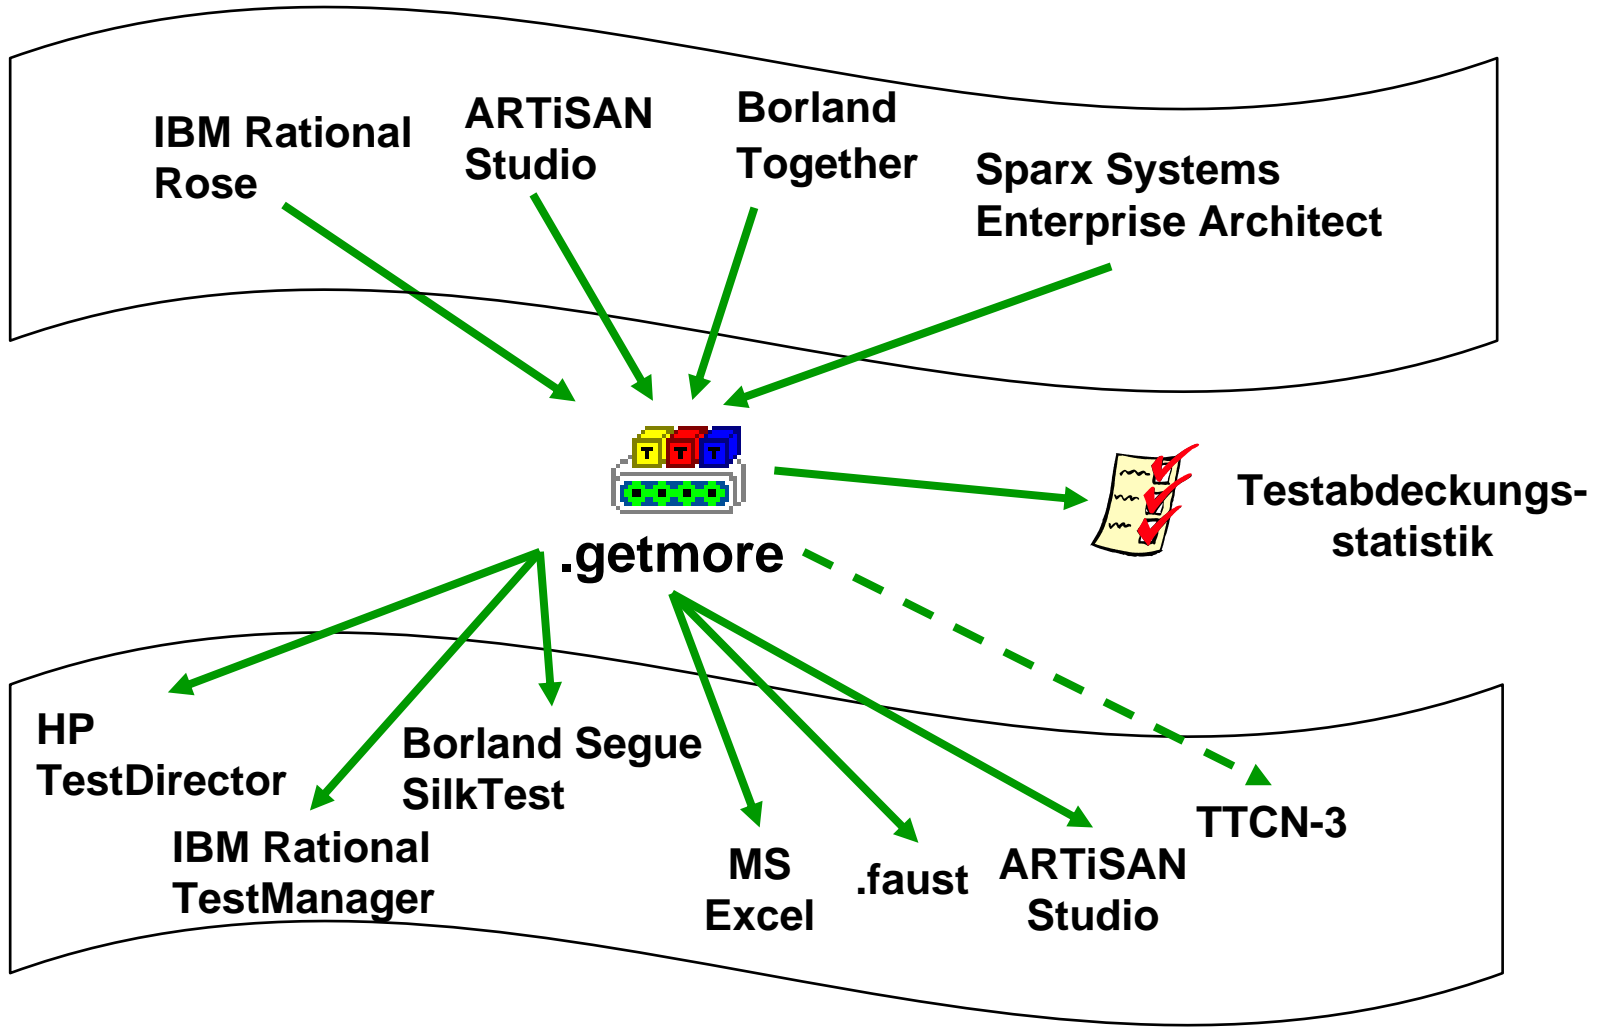 IBM Rational
Rose
ARTiSAN
Studio
Borland
Together
Sparx Systems
Enterprise Architect
T T T
.getmore
Testabdeckungs-
statistik
HP
TestDirector
IBM Rational
TestManager
Borland Segue
SilkTest
MS
Excel
.faust
ARTiSAN
Studio
TTCN-3